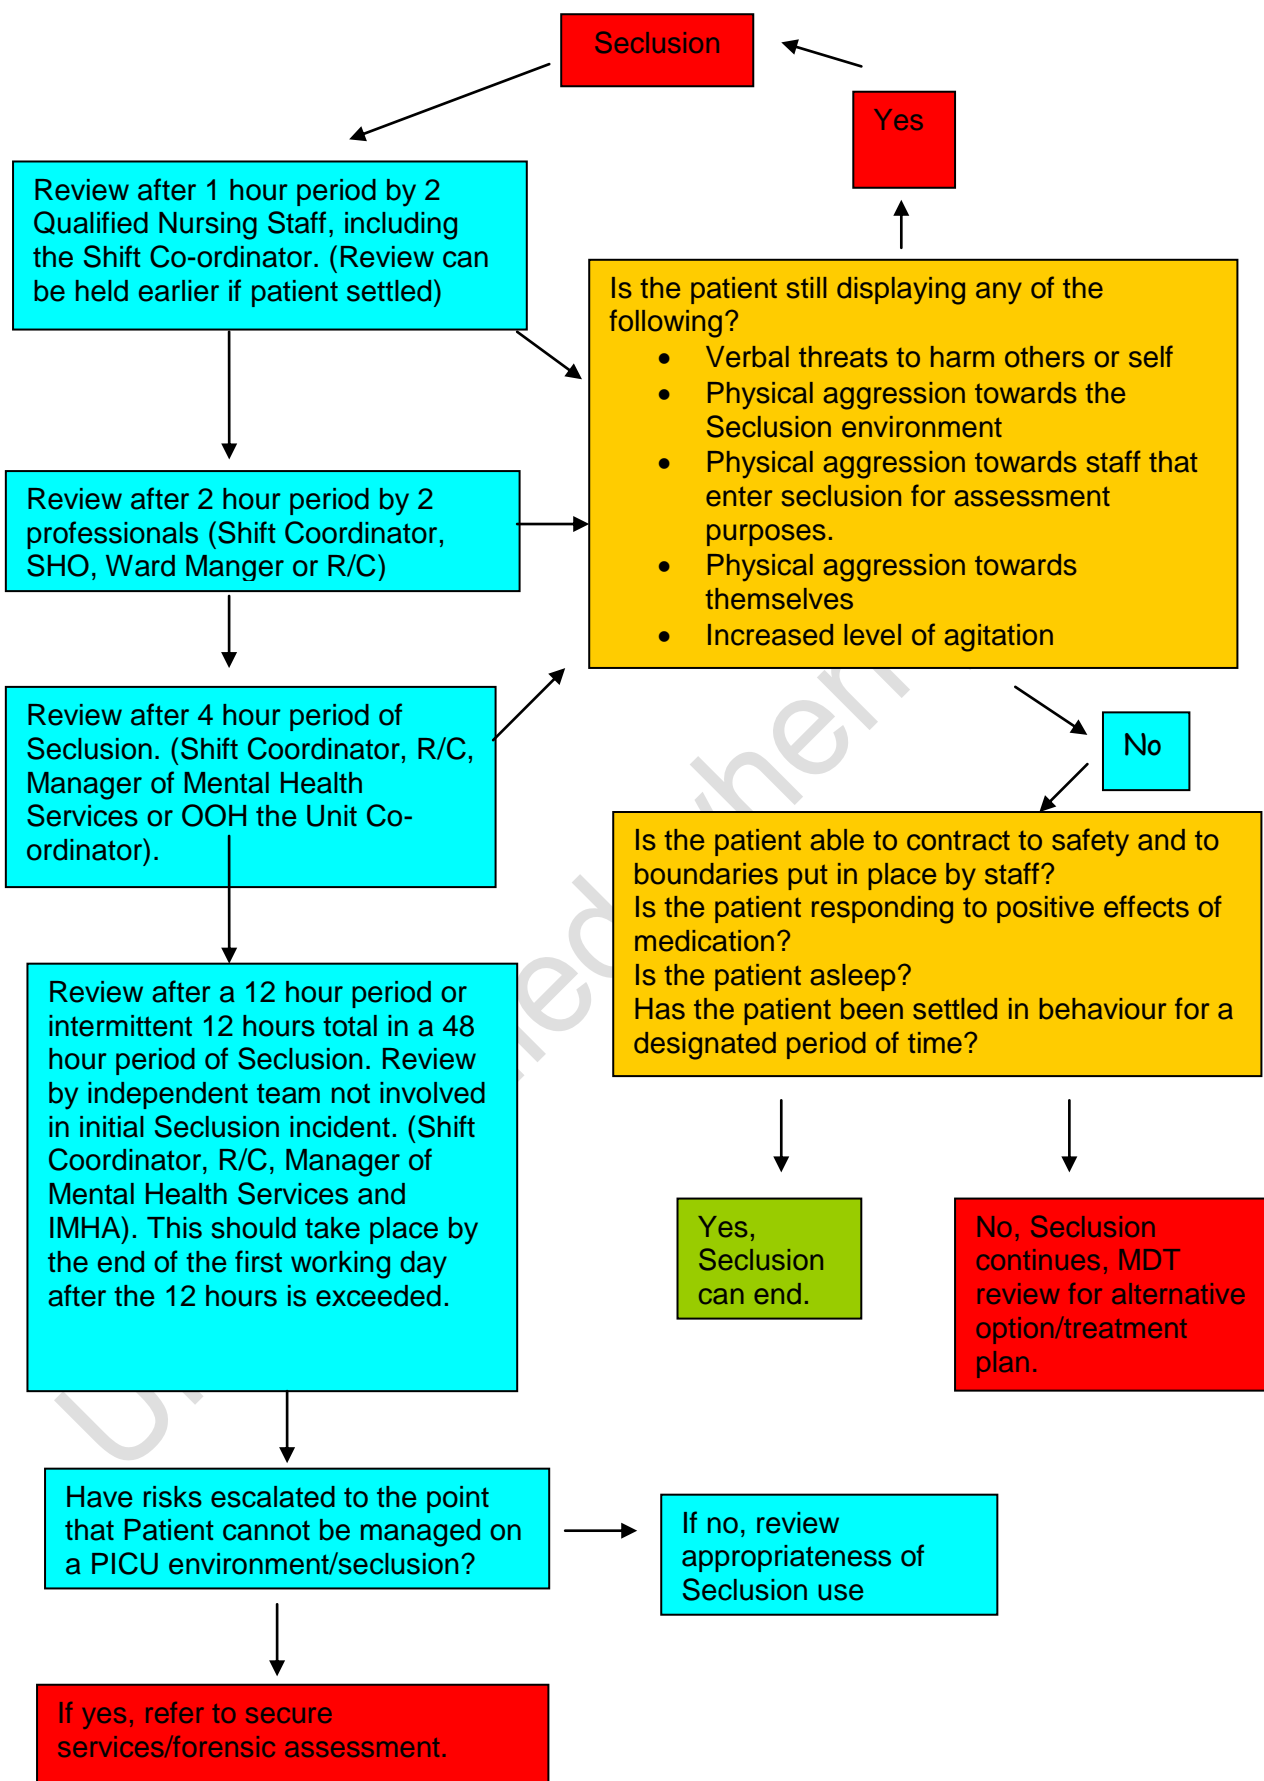 Seclusion
Yes
Review after 1 hour period by 2
Qualified Nursing Staff, including
the Shift Co-ordinator. (Review can
be held earlier if patient settled)
Is the patient still displaying any of the
following?
• Verbal threats to harm others or self
• Physical aggression towards the
Seclusion environment
• Physical aggression towards staff that
enter seclusion for assessment
purposes.
• Physical aggression towards
themselves
• Increased level of agitation
Review after 2 hour period by 2
professionals (Shift Coordinator,
SHO, Ward Manger or R/C)
Review after 4 hour period of
Seclusion. (Shift Coordinator, R/C,
Manager of Mental Health
Services or OOH the Unit Co-
ordinator).
No
Is the patient able to contract to safety and to
boundaries put in place by staff?
Is the patient responding to positive effects of
medication?
Is the patient asleep?
Has the patient been settled in behaviour for a
designated period of time?
Review after a 12 hour period or
intermittent 12 hours total in a 48
hour period of Seclusion. Review
by independent team not involved
in initial Seclusion incident. (Shift
Coordinator, R/C, Manager of
Mental Health Services and
IMHA). This should take place by
the end of the first working day
after the 12 hours is exceeded.
Yes,
Seclusion
can end.
No, Seclusion
continues, MDT
review for alternative
option/treatment
plan.
Have risks escalated to the point
that Patient cannot be managed on
a PICU environment/seclusion?
If no, review
appropriateness of
Seclusion use
If yes, refer to secure
services/forensic assessment.